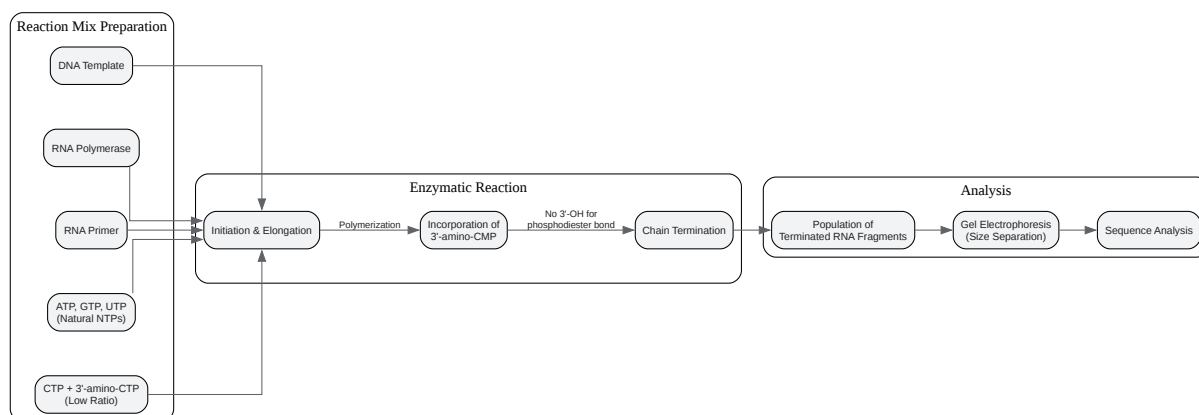 Reaction Mix Preparation
DNA Template
RNA Polymerase
RNA Primer
ATP, GTP, UTP
(Natural NTPs)
CTP + 3'-amino-CTP
(Low Ratio)
Enzymatic Reaction
Initiation & Elongation
Polymerization
Incorporation of
3'-amino-CMP
No 3'-OH for
phosphodiester bond
Chain Termination
Analysis
Population of
Terminated RNA Fragments
Gel Electrophoresis
(Size Separation)
Sequence Analysis